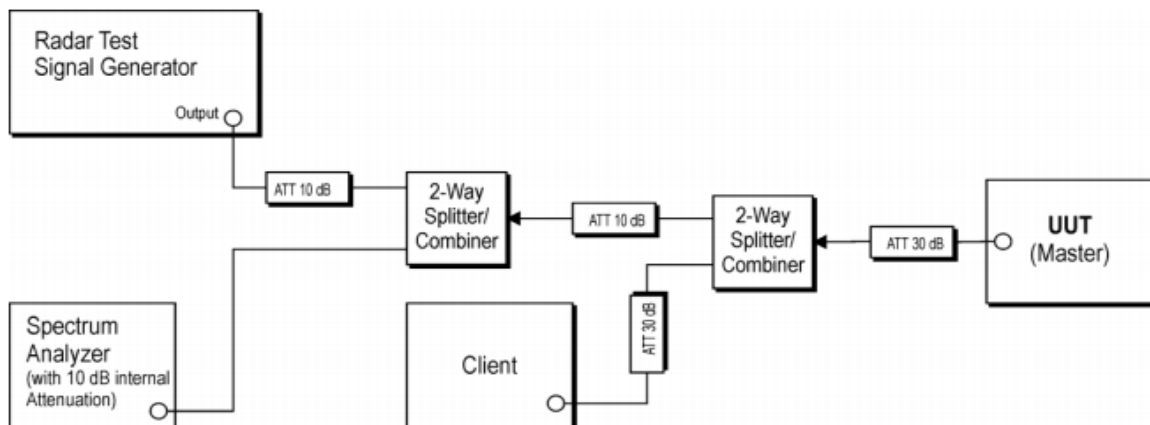 Radar Test
Signal Generator
Output
ATT 10 dB
2-Way
Splitter/
Combiner
ATT 10 dB
2-Way
Splitter/
Combiner
ATT 30 dB
UUT
(Master)
Spectrum
Analyzer
(with 10 dB internal
Attenuation)
Client
ATT 30 dB